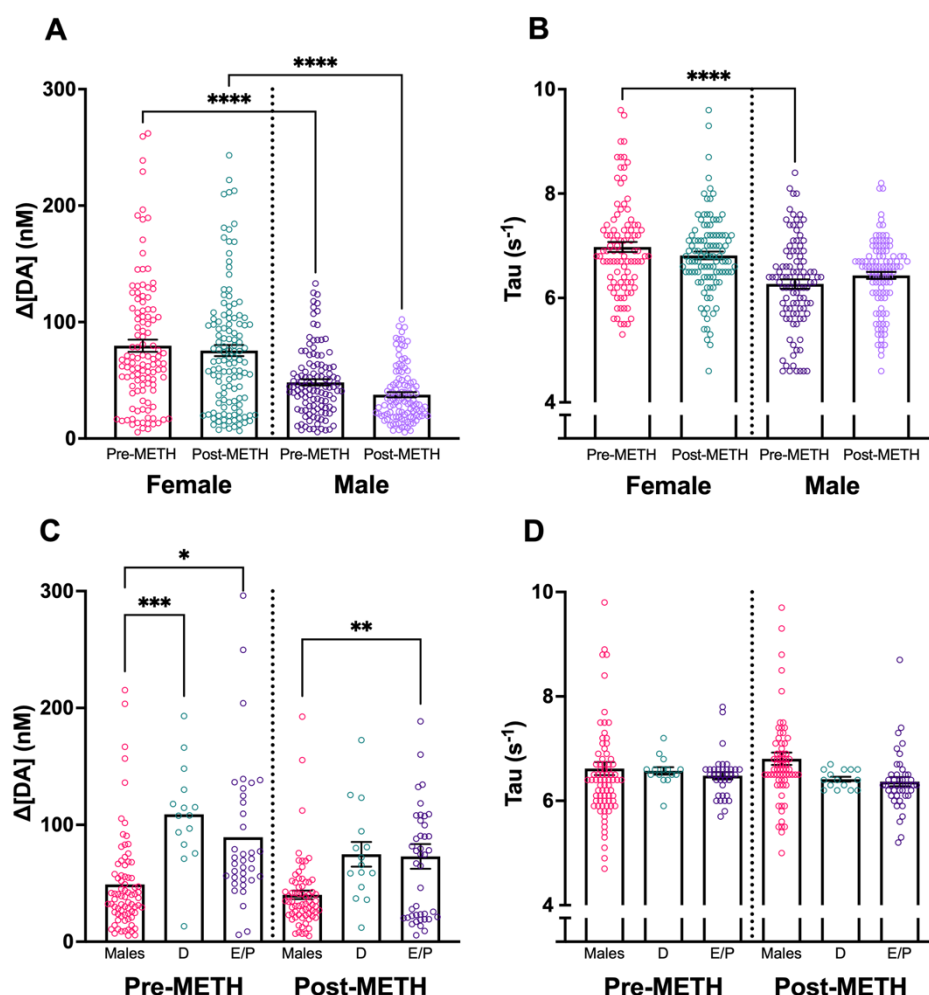 A
****
****
300
200
100
0
Δ[DA] (nM)
Pre-METH Post-METH Pre-METH Post-METH
Female Male
B
****
10
8
6
4
Tau (s⁻¹)
Pre-METH Post-METH Pre-METH Post-METH
Female Male
C
*
***
**
300
200
100
0
Δ[DA] (nM)
Males D E/P Males D E/P
Pre-METH Post-METH
D
10
8
6
4
Tau (s⁻¹)
Males D E/P Males D E/P
Pre-METH Post-METH